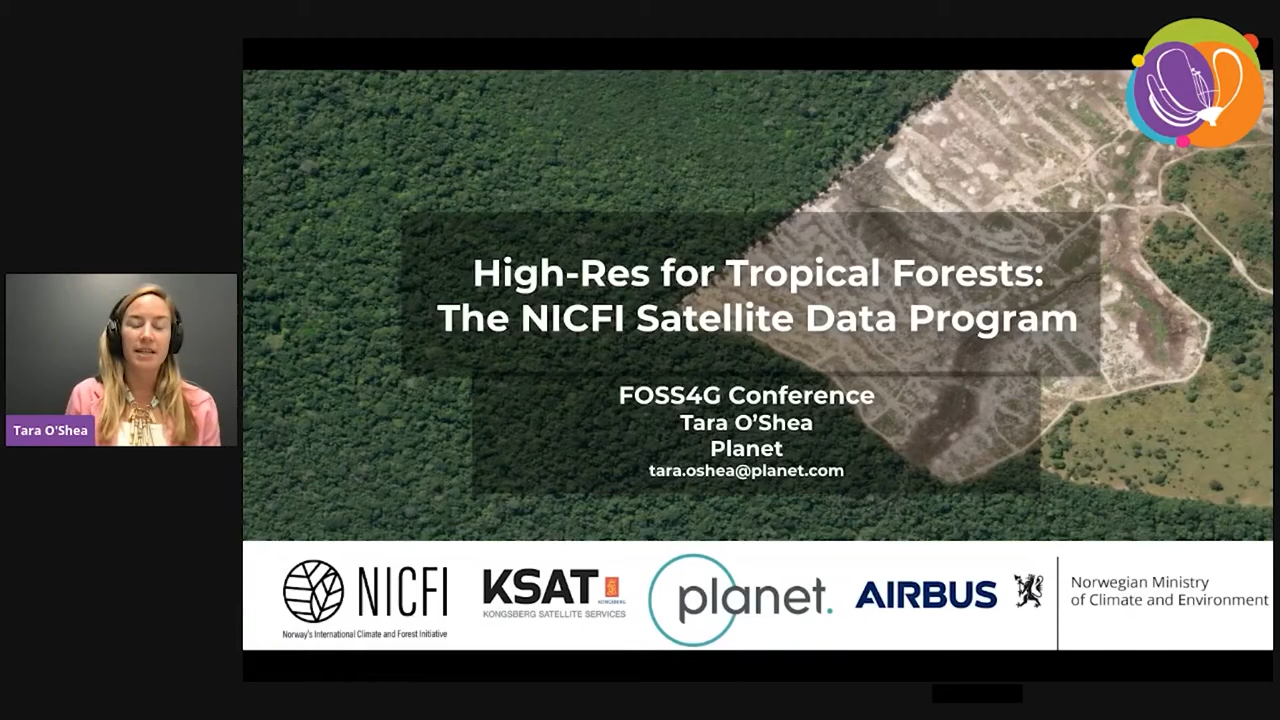 High-Res for Tropical Forests:
The NICFI Satellite Data Program
FOSS4G Conference
Tara O'Shea
Planet
tara.oshea@planet.com
Tara O'Shea
NICFI
Norway's International Climate and Forest Initiative
KSAT
KONGSBERG
KONGSBERG SATELLITE SERVICES
planet.
AIRBUS
Norwegian Ministry
of Climate and Environment